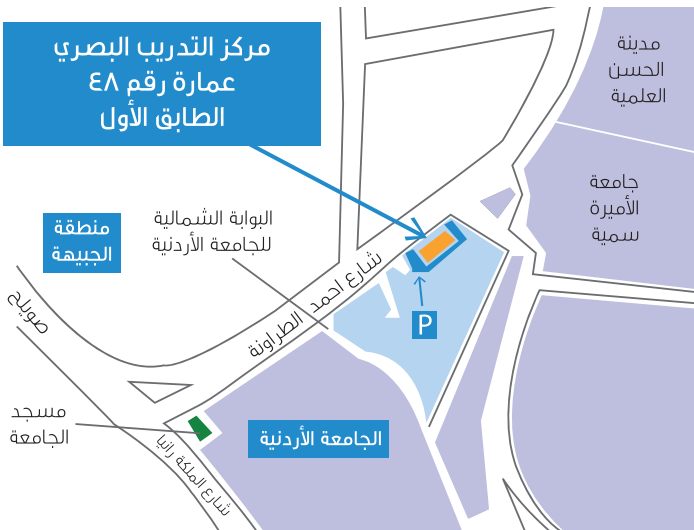 مركز التدريب البصري
عمارة رقم ٤٨
الطابق الأول
مدينة
الحسن
العلمية
جامعة
الأميرة
سمية
البوابة الشمالية
للجامعة الأردنية
منطقة
الجبيهة
شارع احمد الطراونة
صويلح
P
مسجد
الجامعة
الجامعة الأردنية
شارع الملكة رانيا